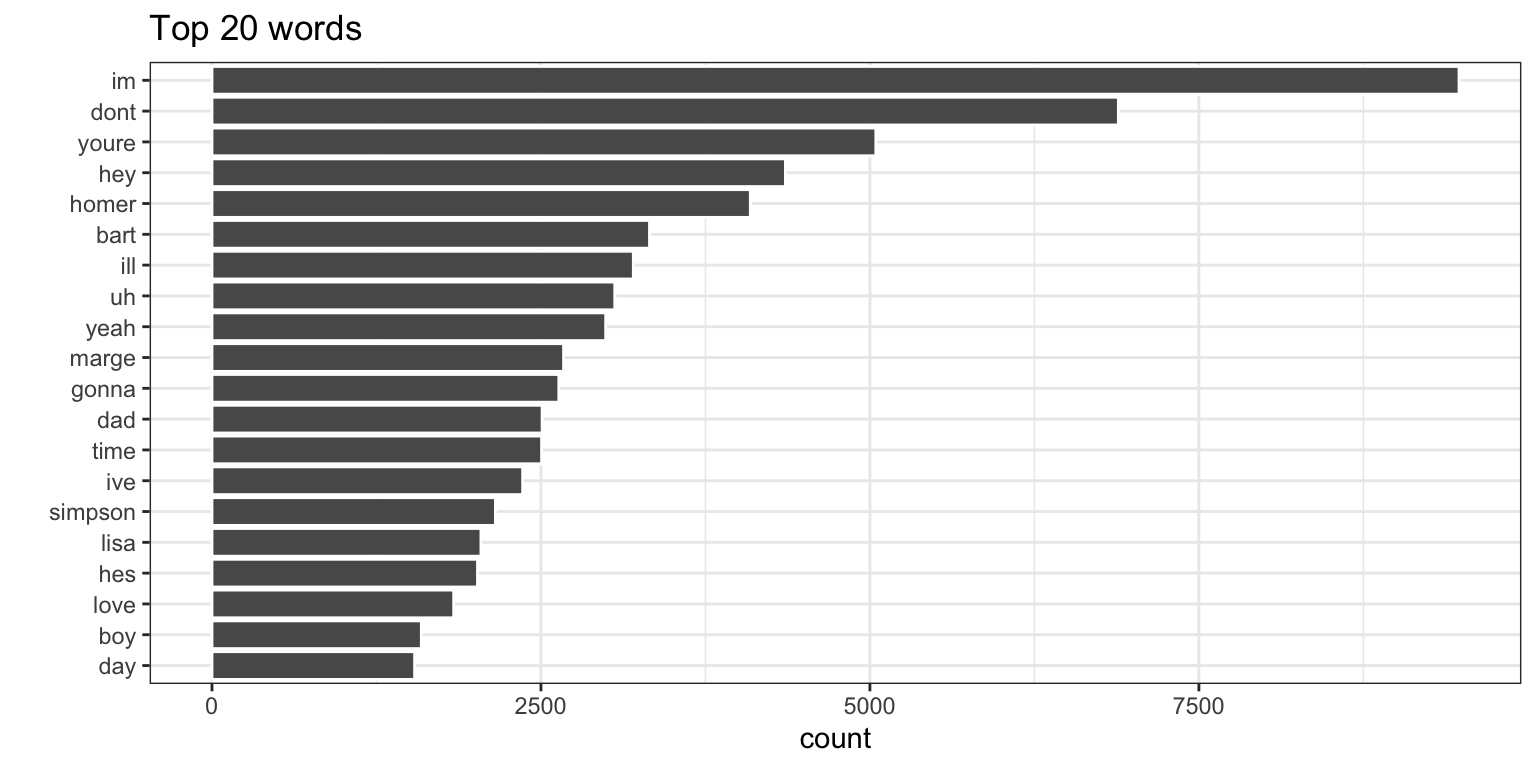 Top 20 words
im
dont
youre
hey
homer
bart
ill
uh
yeah
marge
gonna
dad
time
ive
simpson
lisa
hes
love
boy
day
0 2500 5000 7500
count